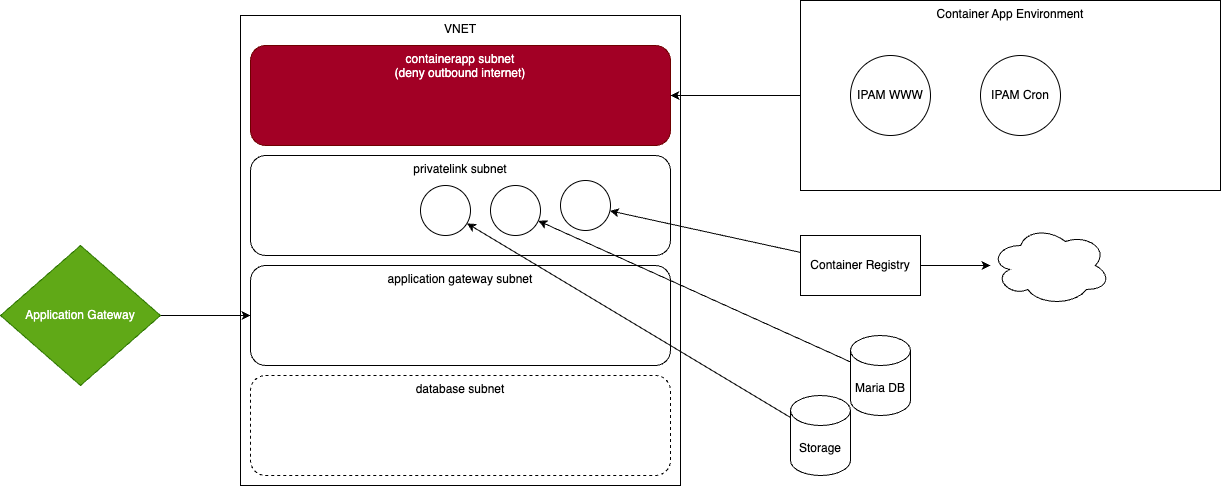 VNET
containerapp subnet
(deny outbound internet)
privatelink subnet
application gateway subnet
database subnet
Application Gateway
Container App Environment
IPAM WWW
IPAM Cron
Container Registry
Maria DB
Storage